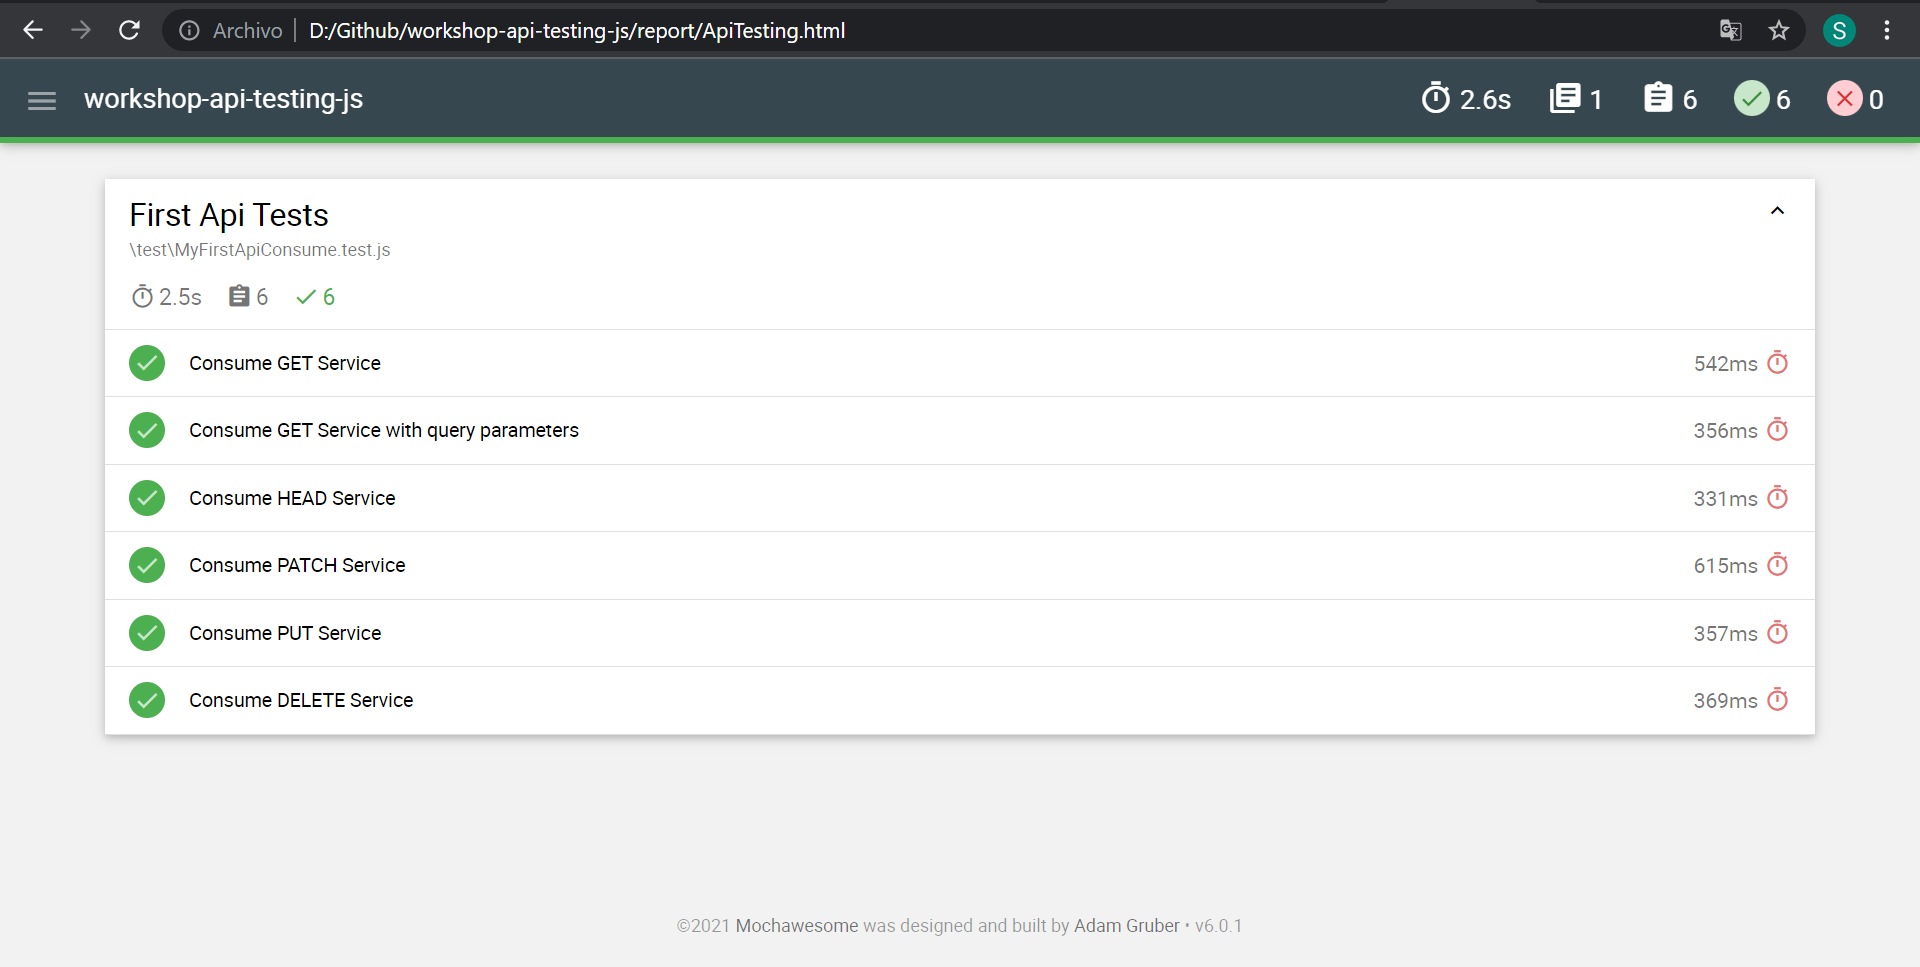 Archivo | D:/Github/workshop-api-testing-js/report/ApiTesting.html
S
workshop-api-testing-js
2.6s 1 6 6 0
First Api Tests
\test\MyFirstApiConsume.test.js
2.5s 6 6
Consume GET Service 542ms
Consume GET Service with query parameters 356ms
Consume HEAD Service 331ms
Consume PATCH Service 615ms
Consume PUT Service 357ms
Consume DELETE Service 369ms
©2021 Mochawesome was designed and built by Adam Gruber • v6.0.1